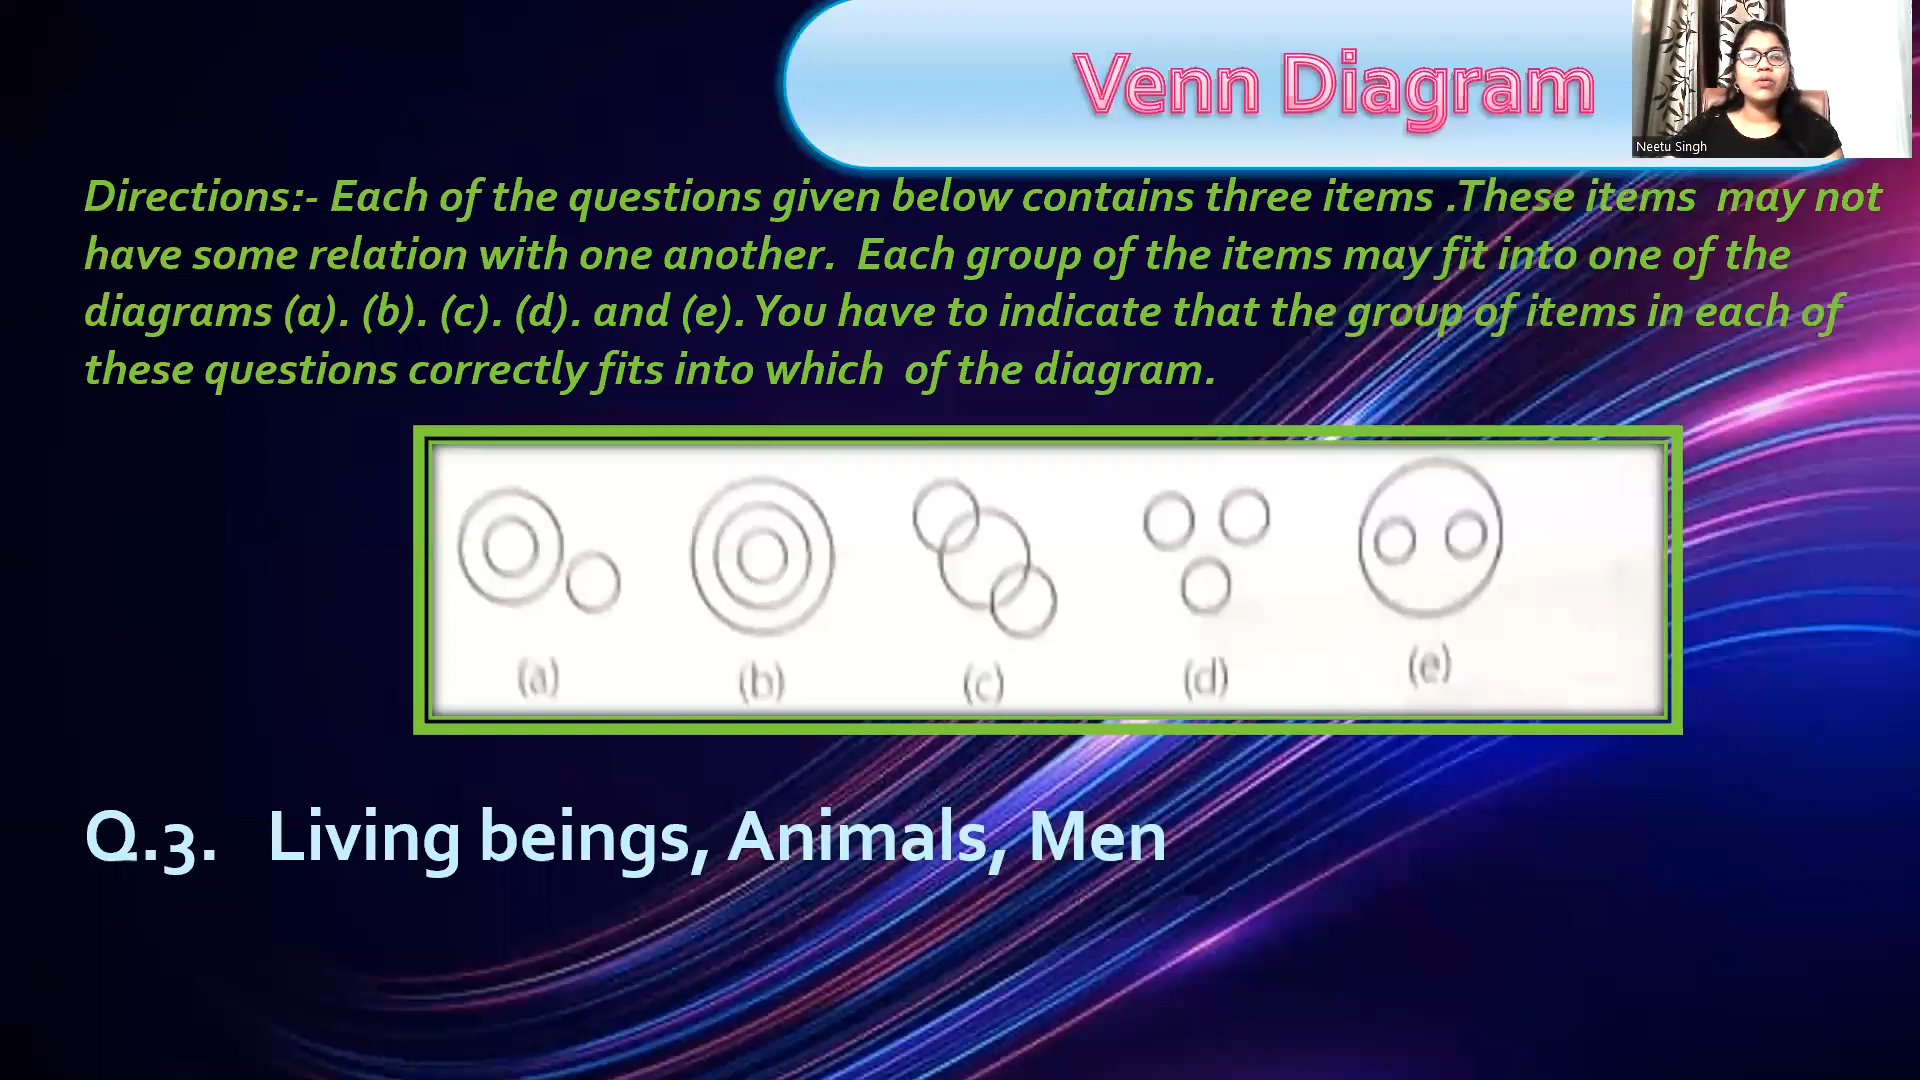 Venn Diagram
Neetu Singh
Directions:- Each of the questions given below contains three items .These items  may not
have some relation with one another.  Each group of the items may fit into one of the
diagrams (a). (b). (c). (d). and (e). You have to indicate that the group of items in each of
these questions correctly fits into which  of the diagram.
(a) (b) (c) (d) (e)
Q.3.   Living beings, Animals, Men